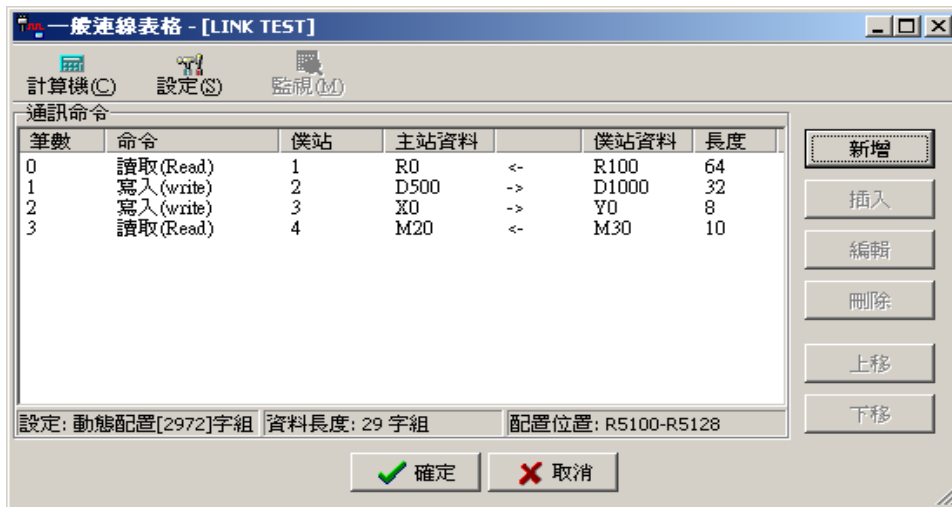 一般連線表格 - [LINK TEST]
計算機(C) 設定(S) 監視(M)
通訊命令
筆數 命令 僕站 主站資料 僕站資料 長度
0 讀取(Read) 1 R0 <- R100 64
1 寫入(write) 2 D500 -> D1000 32
2 寫入(write) 3 X0 -> Y0 8
3 讀取(Read) 4 M20 <- M30 10
新增
插入
編輯
刪除
上移
下移
設定: 動態配置[2972]字組 資料長度: 29 字組 配置位置: R5100-R5128
確定 取消